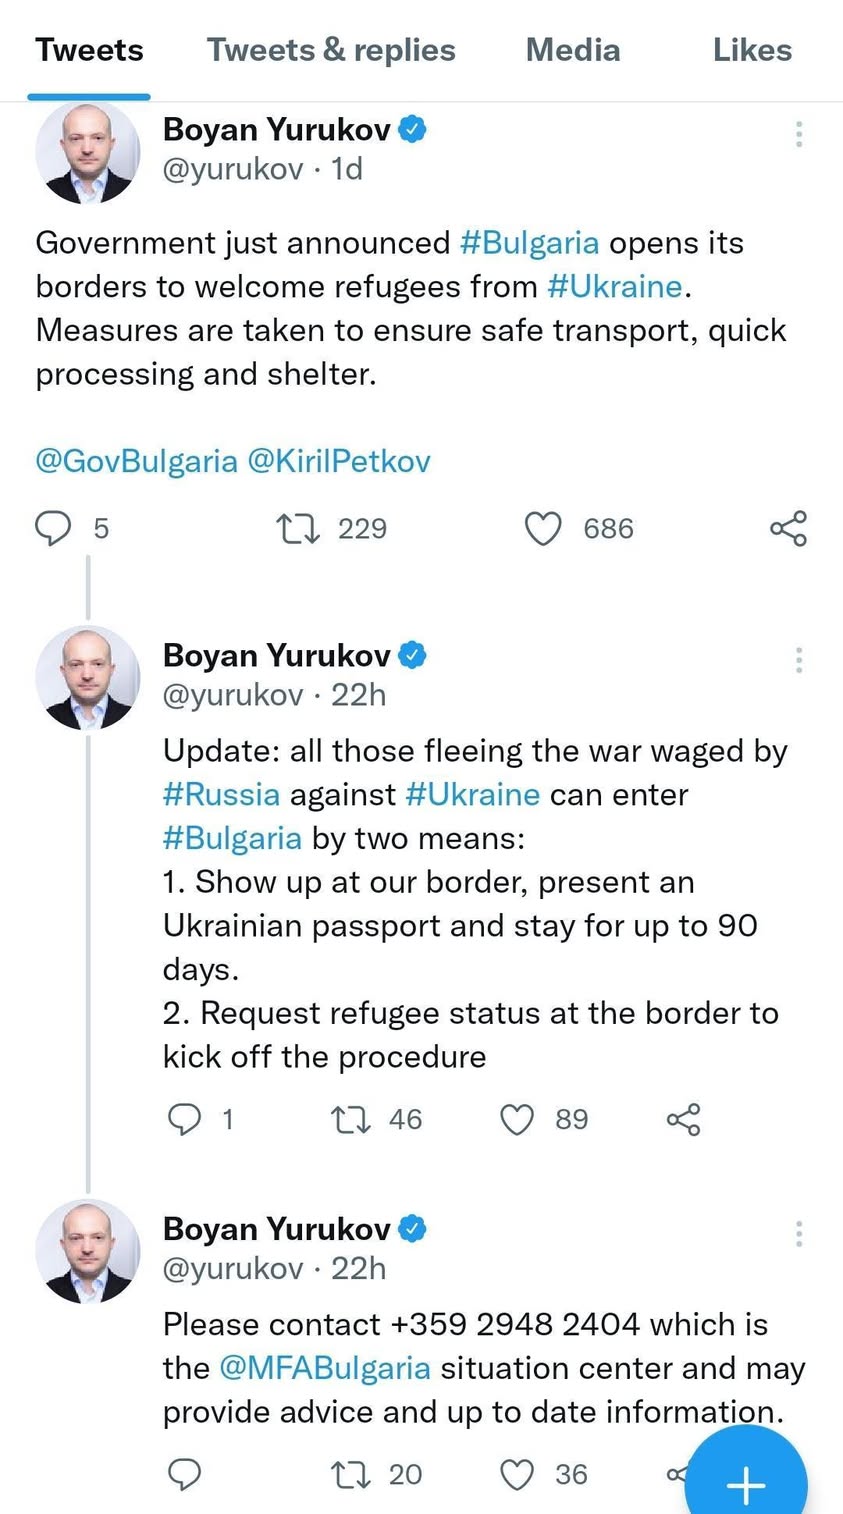 Tweets Tweets & replies Media Likes
Boyan Yurukov
@yurukov · 1d
Government just announced #Bulgaria opens its
borders to welcome refugees from #Ukraine.
Measures are taken to ensure safe transport, quick
processing and shelter.
@GovBulgaria @KirilPetkov
5 229 686
Boyan Yurukov
@yurukov · 22h
Update: all those fleeing the war waged by
#Russia against #Ukraine can enter
#Bulgaria by two means:
1. Show up at our border, present an
Ukrainian passport and stay for up to 90
days.
2. Request refugee status at the border to
kick off the procedure
1 46 89
Boyan Yurukov
@yurukov · 22h
Please contact +359 2948 2404 which is
the @MFABulgaria situation center and may
provide advice and up to date information.
20 36